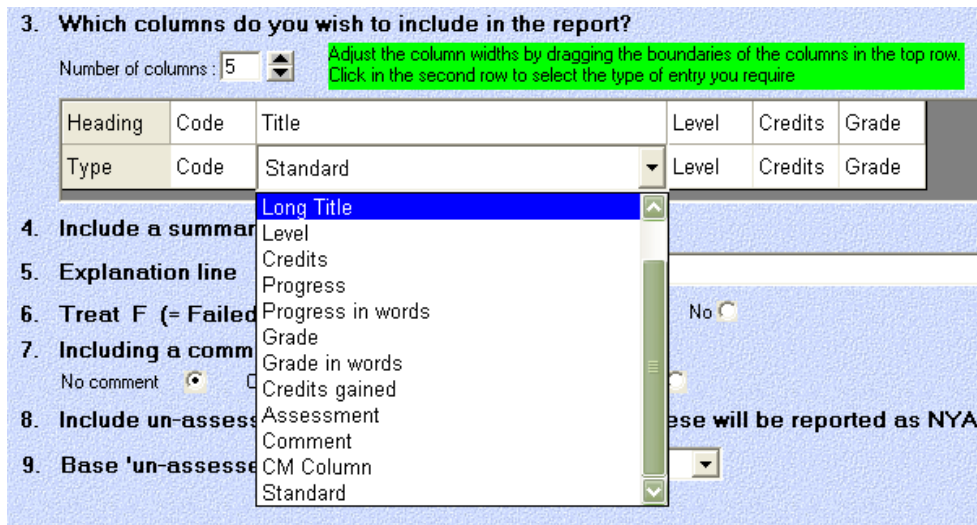 3. Which columns do you wish to include in the report?
Number of columns : 5
Adjust the column widths by dragging the boundaries of the columns in the top row.
Click in the second row to select the type of entry you require
Heading Code Title Level Credits Grade
Type Code Standard Level Credits Grade
Long Title
Level
Credits
Progress
Progress in words
Grade
Grade in words
Credits gained
Assessment
Comment
CM Column
Standard
4. Include a summar
5. Explanation line
6. Treat F (= Failed No
7. Including a comm
No comment
8. Include un-assess ese will be reported as NYA
9. Base 'un-assesse